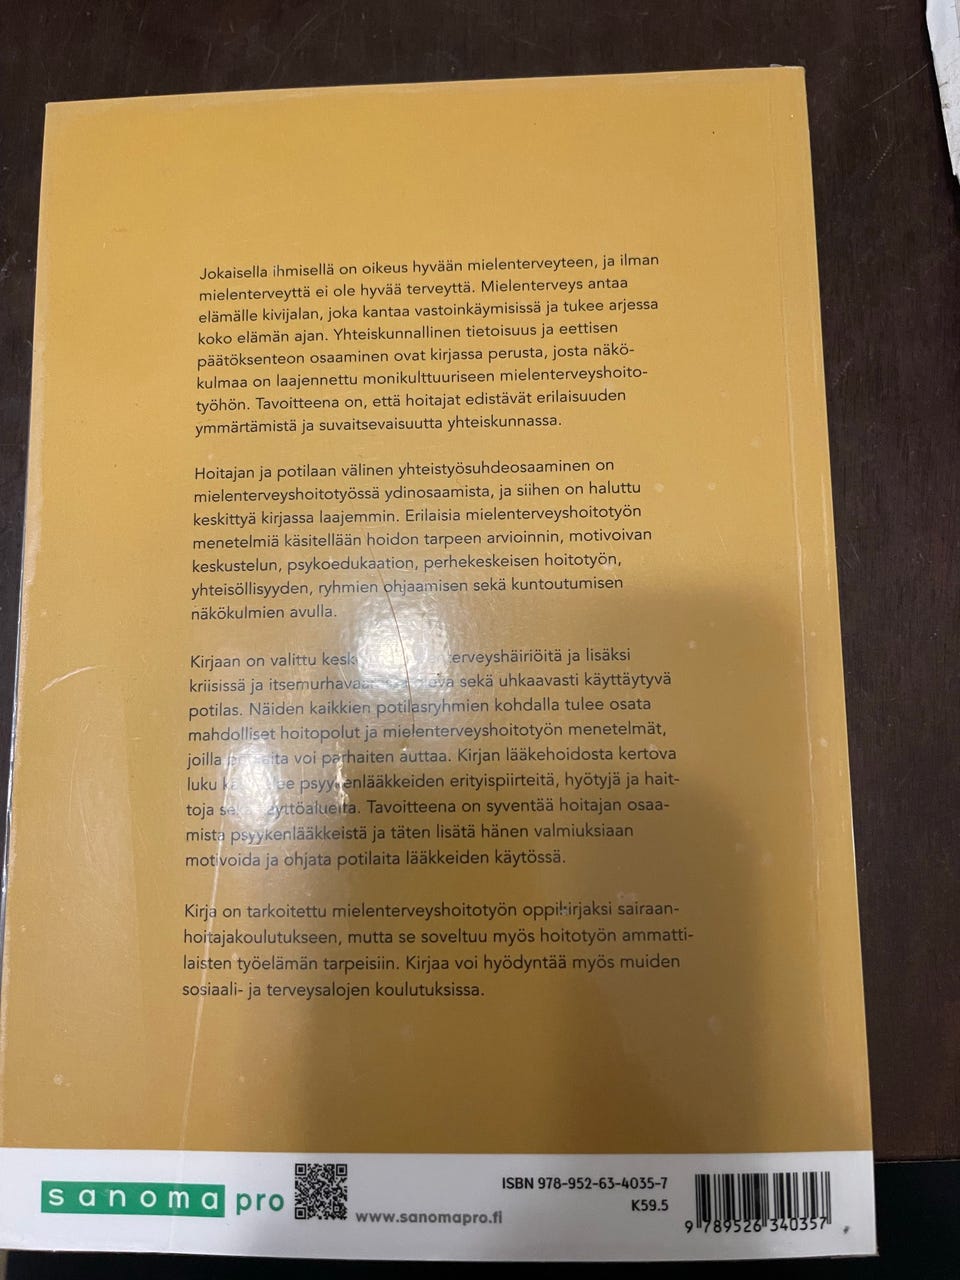 Jokaisella ihmisellä on oikeus hyvään mielenterveyteen, ja ilman
mielenterveyttä ei ole hyvää terveyttä. Mielenterveys antaa
elämälle kivijalan, joka kantaa vastoinkäymisissä ja tukee arjessa
koko elämän ajan. Yhteiskunnallinen tietoisuus ja eettisen
päätöksenteon osaaminen ovat kirjassa perusta, josta näkö-
kulmaa on laajennettu monikulttuuriseen mielenterveyshoito-
työhön. Tavoitteena on, että hoitajat edistävät erilaisuuden
ymmärtämistä ja suvaitsevaisuutta yhteiskunnassa.
Hoitajan ja potilaan välinen yhteistyösuhdeosaaminen on
mielenterveyshoitotyössä ydinosaamista, ja siihen on haluttu
keskittyä kirjassa laajemmin. Erilaisia mielenterveyshoitotyön
menetelmiä käsitellään hoidon tarpeen arvioinnin, motivoivan
keskustelun, psykoedukaation, perhekeskeisen hoitotyön,
yhteisöllisyyden, ryhmien ohjaamisen sekä kuntoutumisen
näkökulmien avulla.
Kirjaan on valittu ja lisäksi
kriisissä ja sekä uhkaavasti käyttäytyvä
potilas. Näiden kaikkien potilasryhmien kohdalla tulee osata
mahdolliset hoitopolut ja mielenterveyshoitotyön menetelmät,
joilla voi parhaiten auttaa. Kirjan lääkehoidosta kertova
luku psyykenlääkkeiden erityispiirteitä, hyötyjä ja hait-
toja
mista psyykenlääkkeistä ja täten lisätä hänen valmiuksiaan
motivoida ja ohjata potilaita lääkkeiden käytössä.
Kirja on tarkoitettu mielenterveyshoitotyön oppikirjaksi sairaan-
hoitajakoulutukseen, mutta se soveltuu myös hoitotyön ammatti-
laisten työelämän tarpeisiin. Kirjaa voi hyödyntää myös muiden
sosiaali- ja terveysalojen koulutuksissa.
sanoma pro
www.sanomapro.fi
ISBN 978-952-63-4035-7
K59.5
9 789526 340357